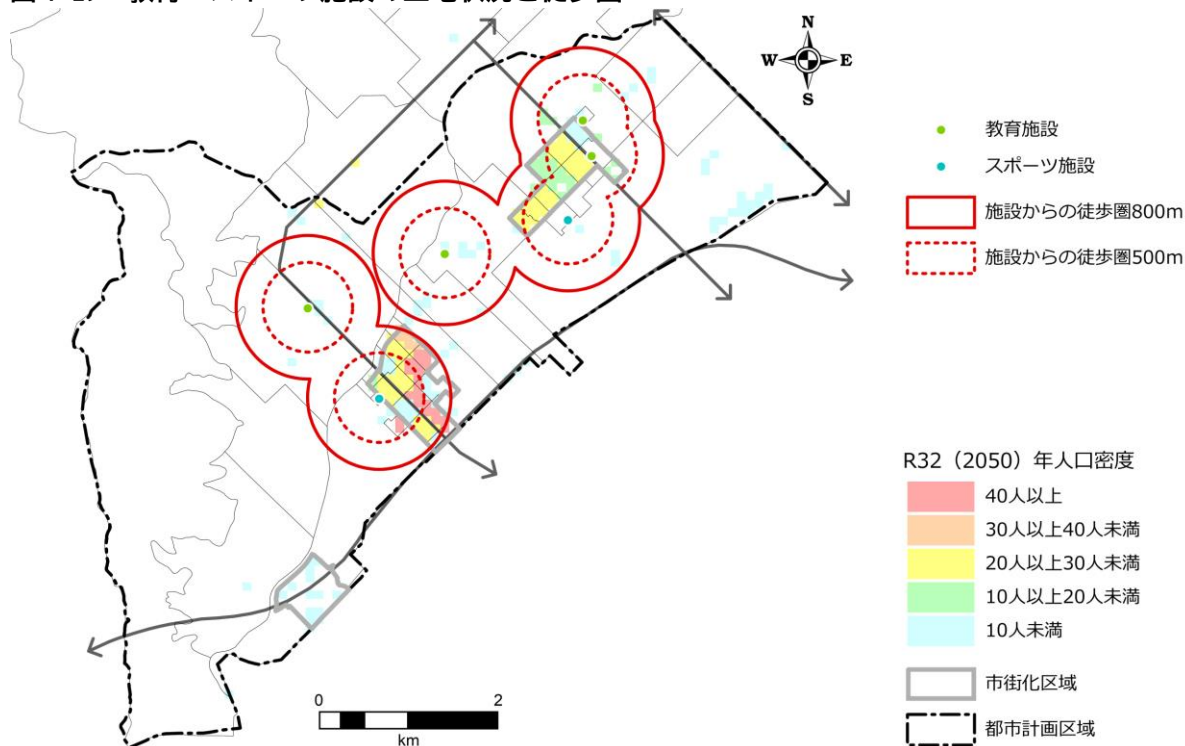 N
W E
S
教育施設
スポーツ施設
施設からの徒歩圏800m
施設からの徒歩圏500m
R32（2050）年人口密度
40人以上
30人以上40人未満
20人以上30人未満
10人以上20人未満
10人未満
市街化区域
都市計画区域
0 2
km